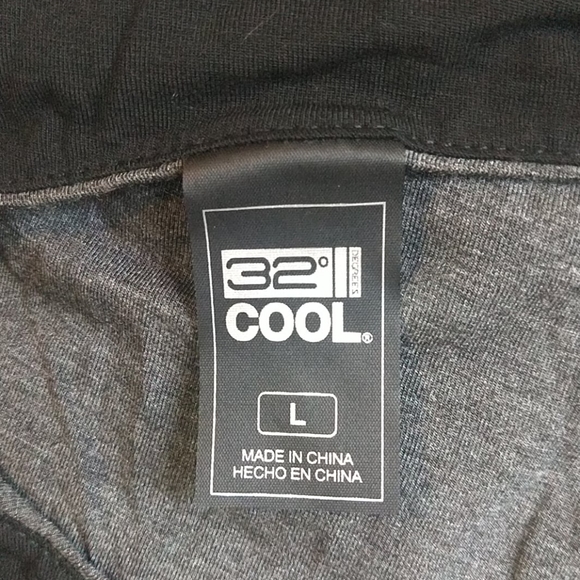 32° DEGREES
COOL®
L
MADE IN CHINA
HECHO EN CHINA